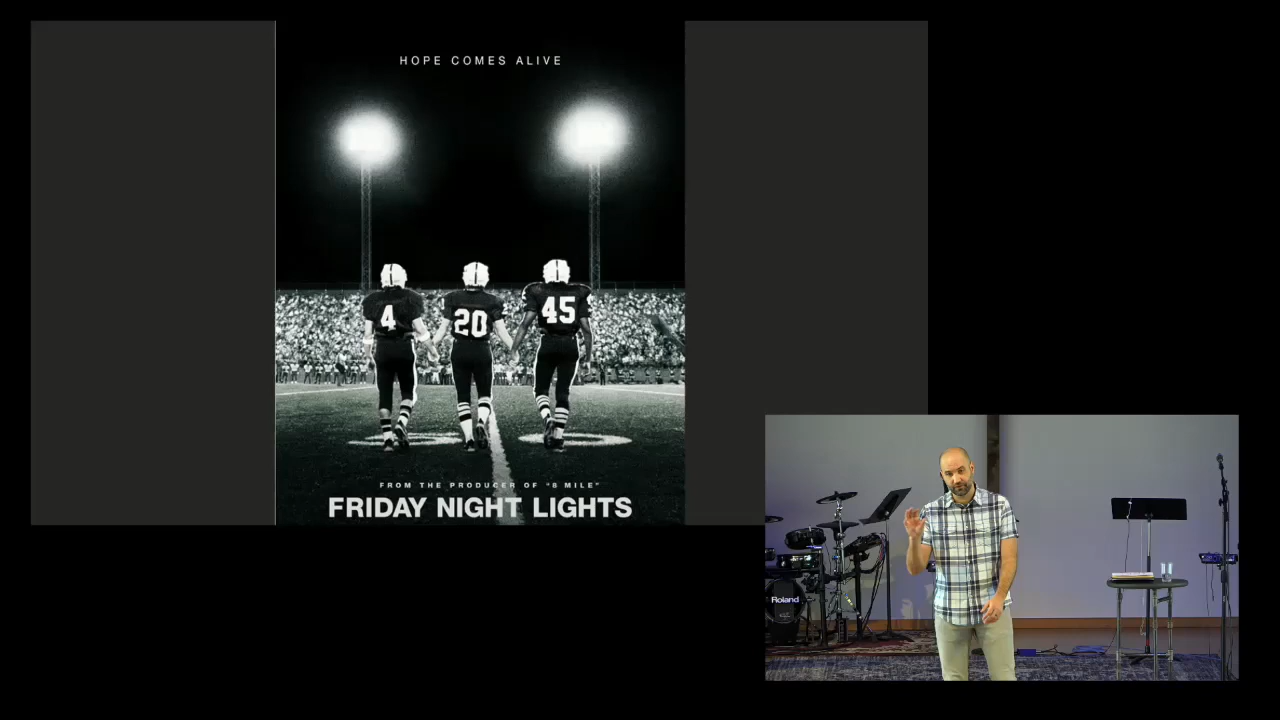 HOPE COMES ALIVE
4
20
45
FROM THE PRODUCER OF "8 MILE"
FRIDAY NIGHT LIGHTS
Roland